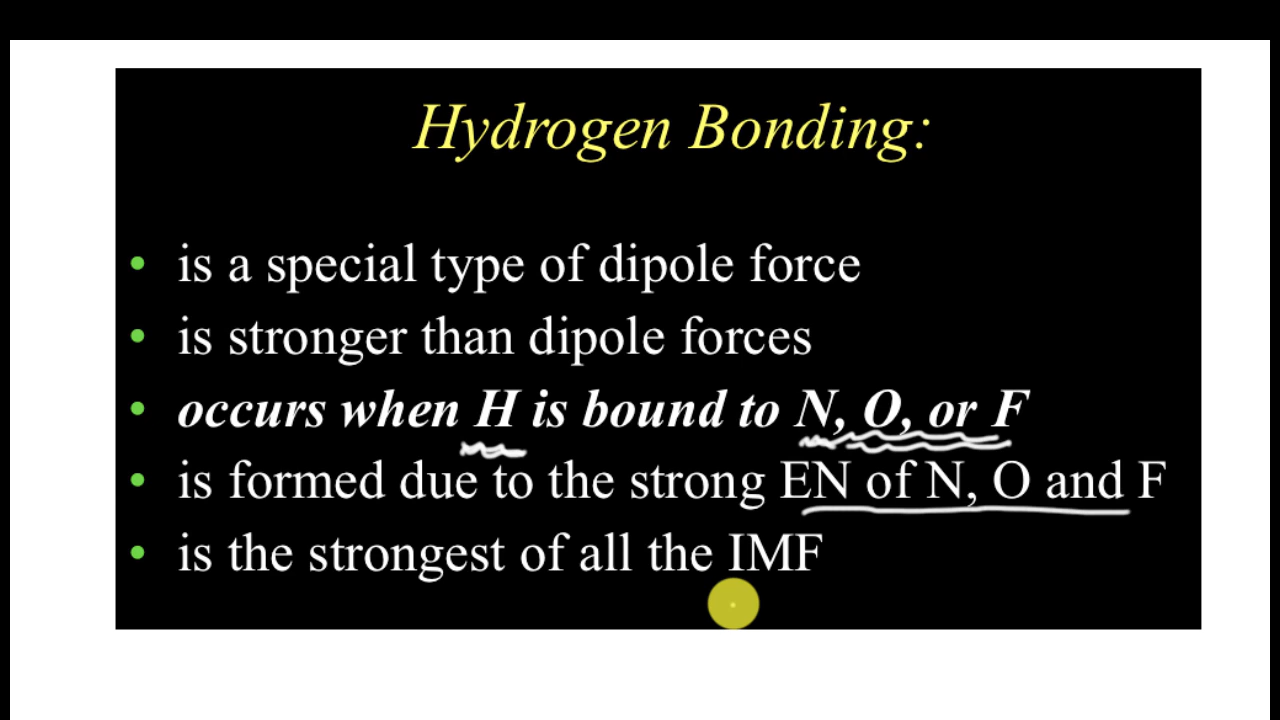 Hydrogen Bonding:
• is a special type of dipole force
• is stronger than dipole forces
• occurs when H is bound to N, O, or F
• is formed due to the strong EN of N, O and F
• is the strongest of all the IMF